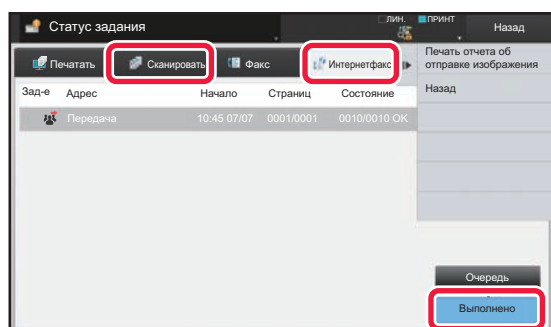 Статус задания
ЛИН.
ПРИНТ
Назад
Печатать
Сканировать
Факс
Интернетфакс
Печать отчета об
отправке изображения
Зад-е Адрес Начало Страниц Состояние
Назад
Передача 10:45 07/07 0001/0001 0010/0010 OK
Очередь
Выполнено